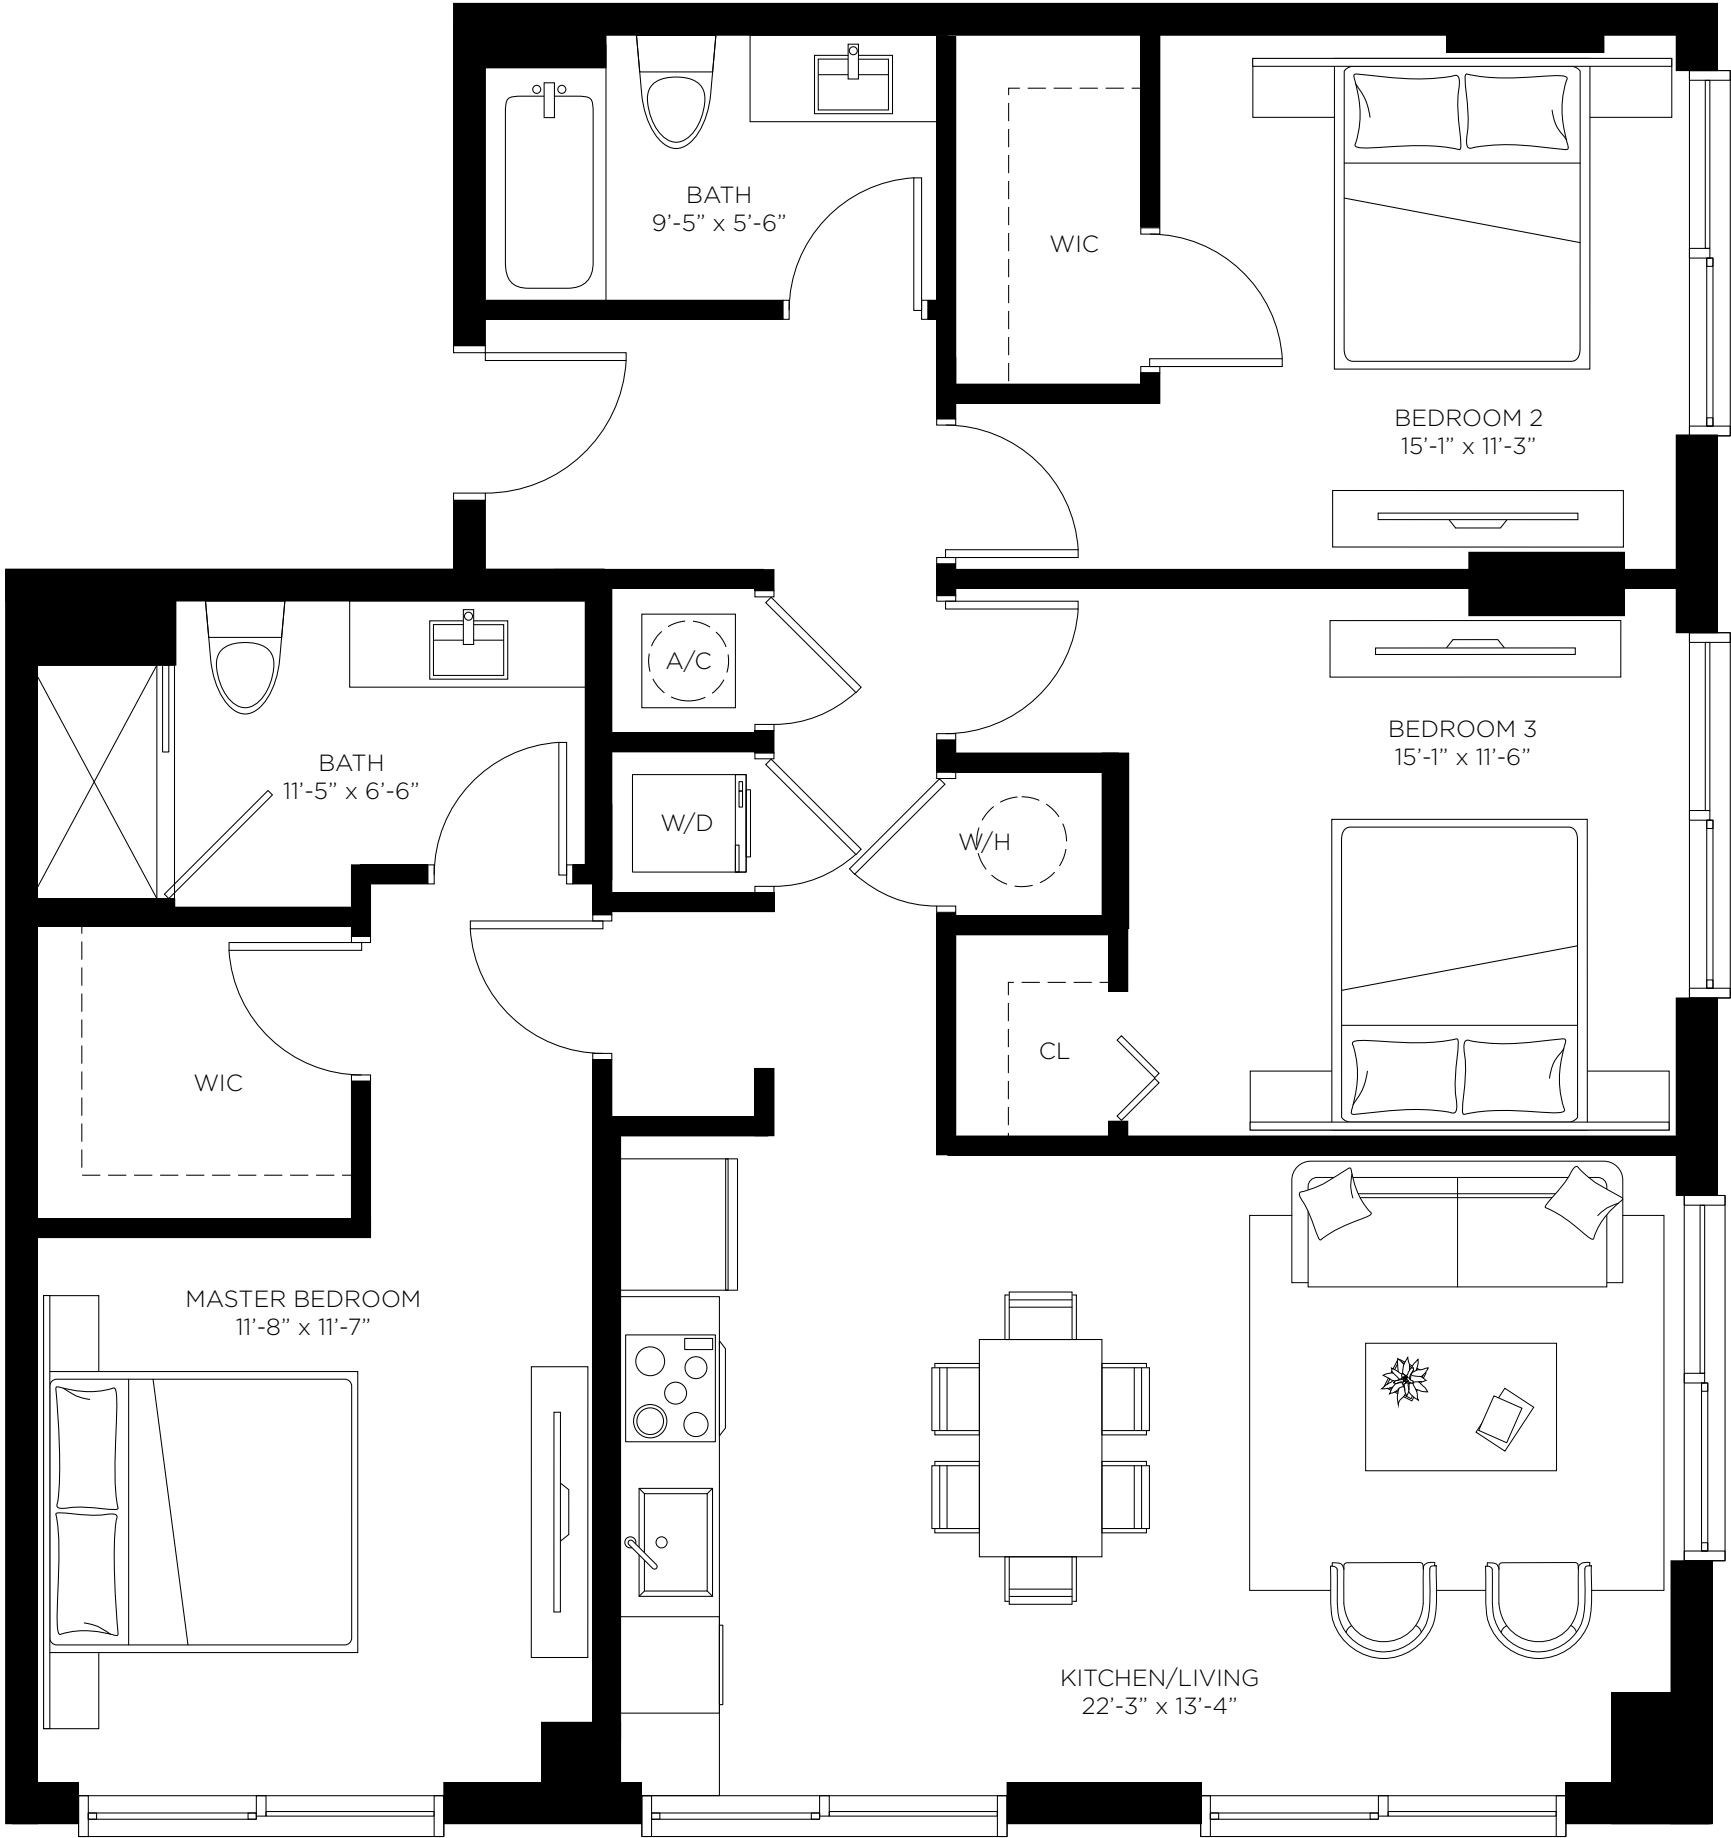 BATH
9'-5” x 5'-6”
WIC
BEDROOM 2
15'-1” x 11'-3”
A/C
BEDROOM 3
15'-1” x 11'-6”
BATH
11'-5” x 6'-6”
W/D
W/H
CL
WIC
MASTER BEDROOM
11'-8” x 11'-7”
KITCHEN/LIVING
22'-3” x 13'-4”